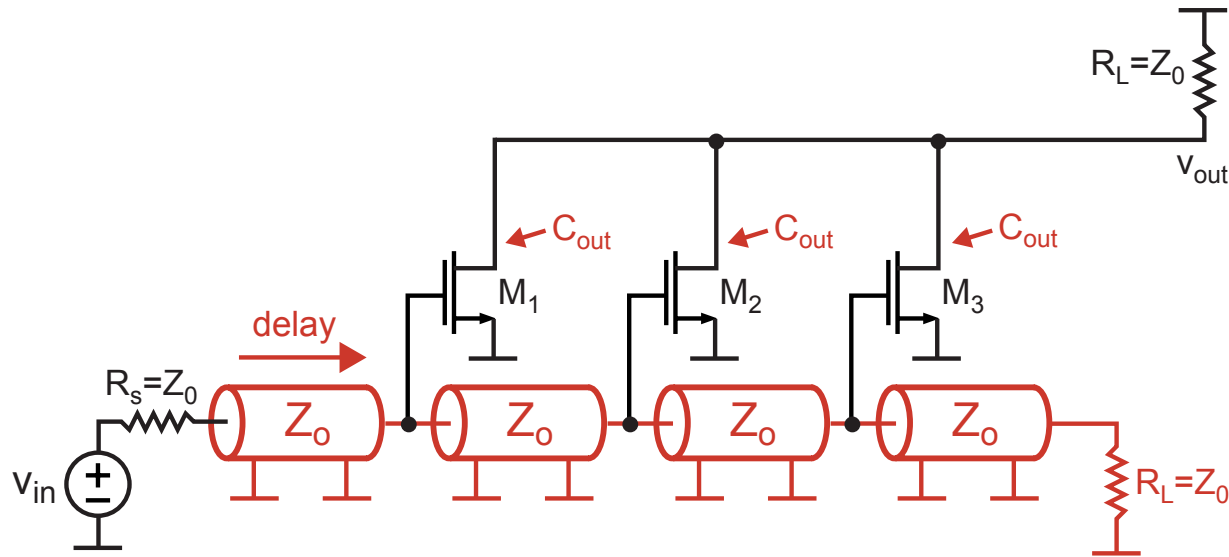 R_L=Z_0
v_out
C_out
C_out
C_out
M_1
M_2
M_3
delay
R_s=Z_0
Z_o
Z_o
Z_o
Z_o
v_in
+
−
R_L=Z_0